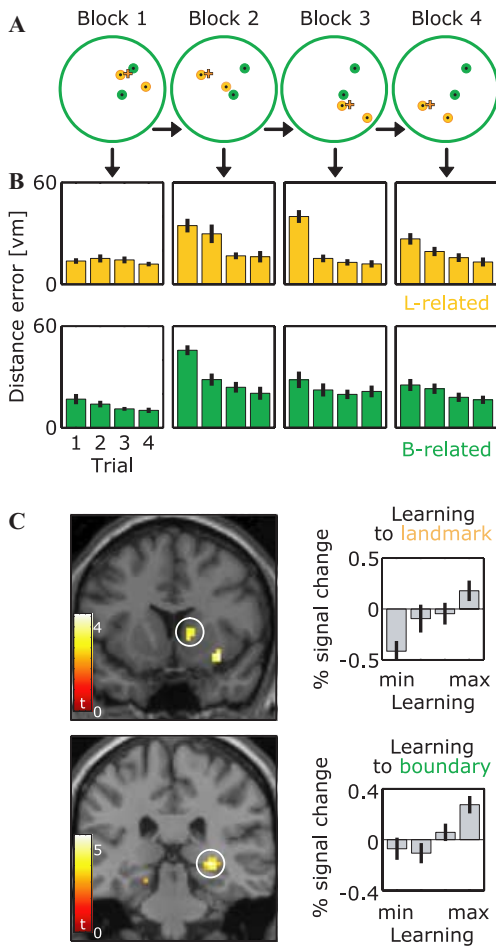 Block 1 Block 2 Block 3 Block 4
A
B
Distance error [vm]
60
0
L-related
60
0
1 2 3 4
Trial
B-related
C
4
t
0
Learning
to landmark
% signal change
0.5
0
-0.5
min max
Learning
5
t
0
Learning
to boundary
% signal change
0.4
0
-0.4
min max
Learning